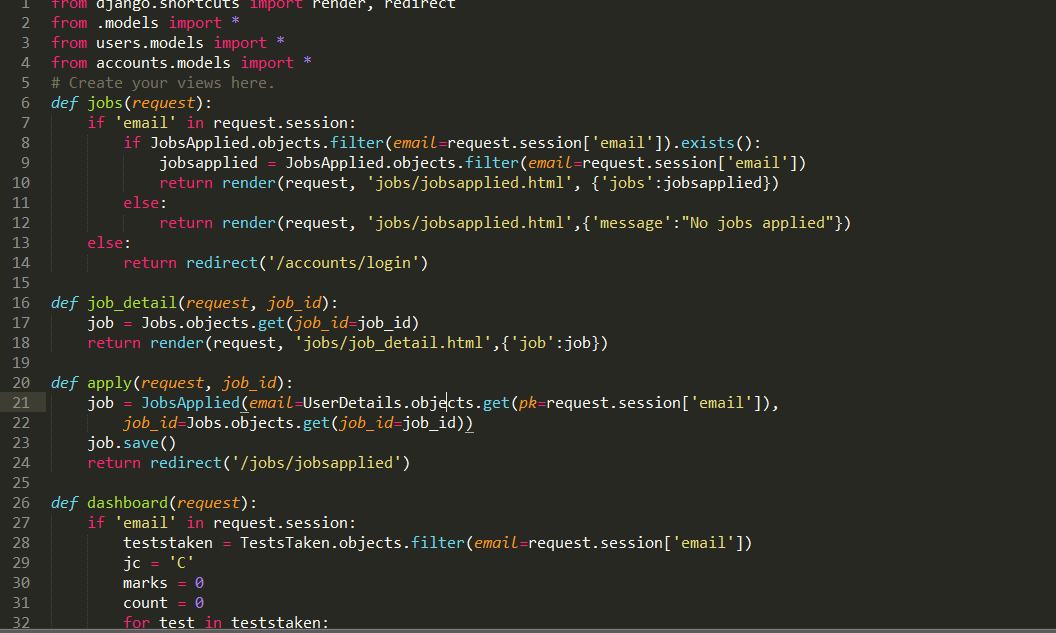 1 from django.shortcuts import render, redirect
2 from .models import *
3 from users.models import *
4 from accounts.models import *
5 # Create your views here.
6 def jobs(request):
7     if 'email' in request.session:
8         if JobsApplied.objects.filter(email=request.session['email']).exists():
9             jobsapplied = JobsApplied.objects.filter(email=request.session['email'])
10             return render(request, 'jobs/jobsapplied.html', {'jobs':jobsapplied})
11         else:
12             return render(request, 'jobs/jobsapplied.html',{'message':"No jobs applied"})
13     else:
14         return redirect('/accounts/login')
15
16 def job_detail(request, job_id):
17     job = Jobs.objects.get(job_id=job_id)
18     return render(request, 'jobs/job_detail.html',{'job':job})
19
20 def apply(request, job_id):
21     job = JobsApplied(email=UserDetails.objects.get(pk=request.session['email']),
22         job_id=Jobs.objects.get(job_id=job_id))
23     job.save()
24     return redirect('/jobs/jobsapplied')
25
26 def dashboard(request):
27     if 'email' in request.session:
28         teststaken = TestsTaken.objects.filter(email=request.session['email'])
29         jc = 'C'
30         marks = 0
31         count = 0
32         for test in teststaken: